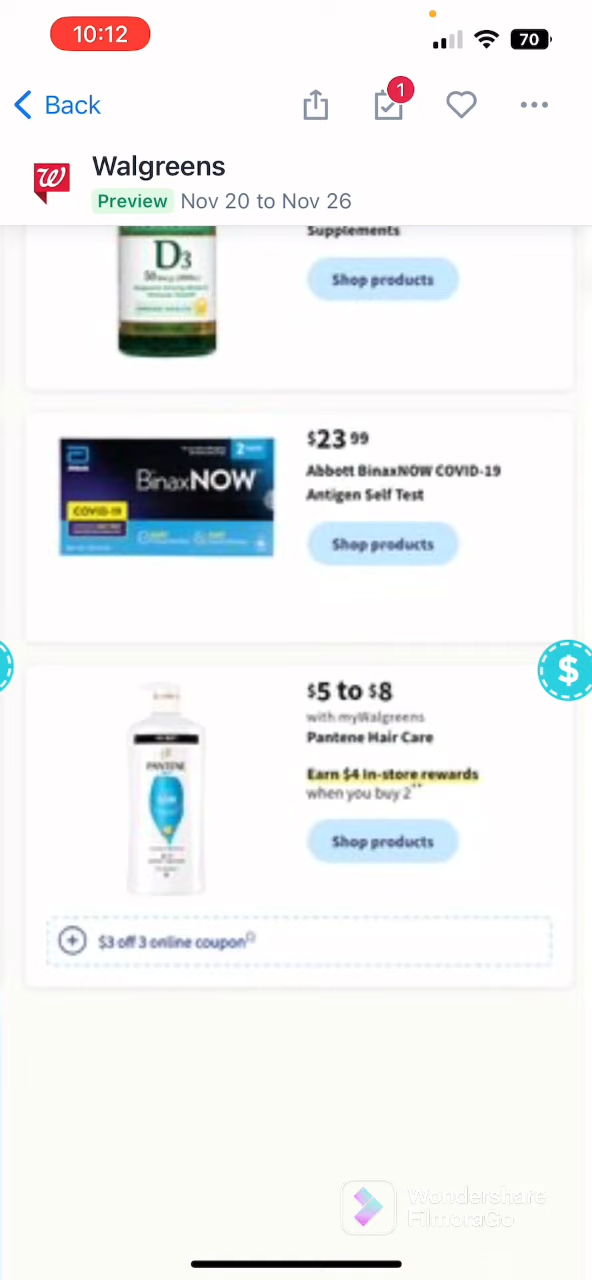 10:12
70
Back
1
Walgreens
Preview Nov 20 to Nov 26
D3
Supplements
Shop products
$23 99
Abbott BinaxNOW COVID-19
Antigen Self Test
Shop products
2
BinaxNOW
COVID-19
$5 to $8
with myWalgreens
Pantene Hair Care
Earn $4 in-store rewards
when you buy 2**
Shop products
PANTENE
$
$3 off 3 online coupon
Wondershare
FilmoraGo